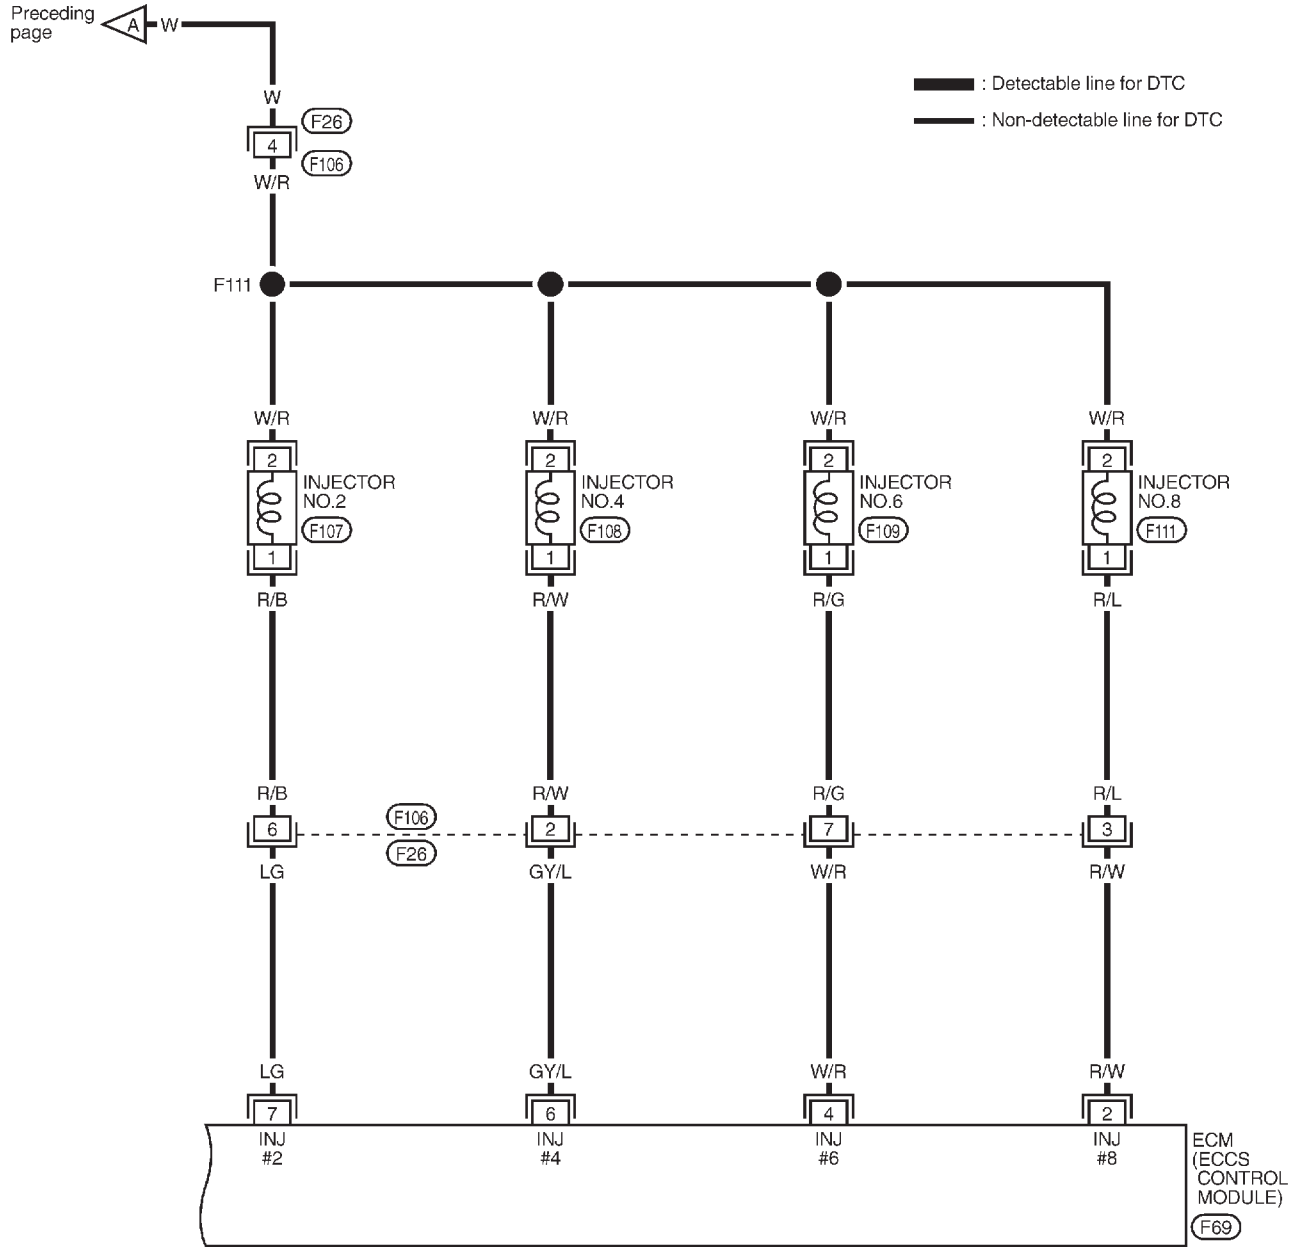 Preceding
page
A
W
W
F26
4
F106
W/R
: Detectable line for DTC
: Non-detectable line for DTC
F111
W/R W/R W/R W/R
2 2 2 2
INJECTOR
NO.2
F107
INJECTOR
NO.4
F108
INJECTOR
NO.6
F109
INJECTOR
NO.8
F111
1 1 1 1
R/B R/W R/G R/L
R/B R/W R/G R/L
F106
6 2 7 3
F26
LG GY/L W/R R/W
LG GY/L W/R R/W
7 6 4 2
INJ
#2
INJ
#4
INJ
#6
INJ
#8
ECM
(ECCS
CONTROL
MODULE)
F69